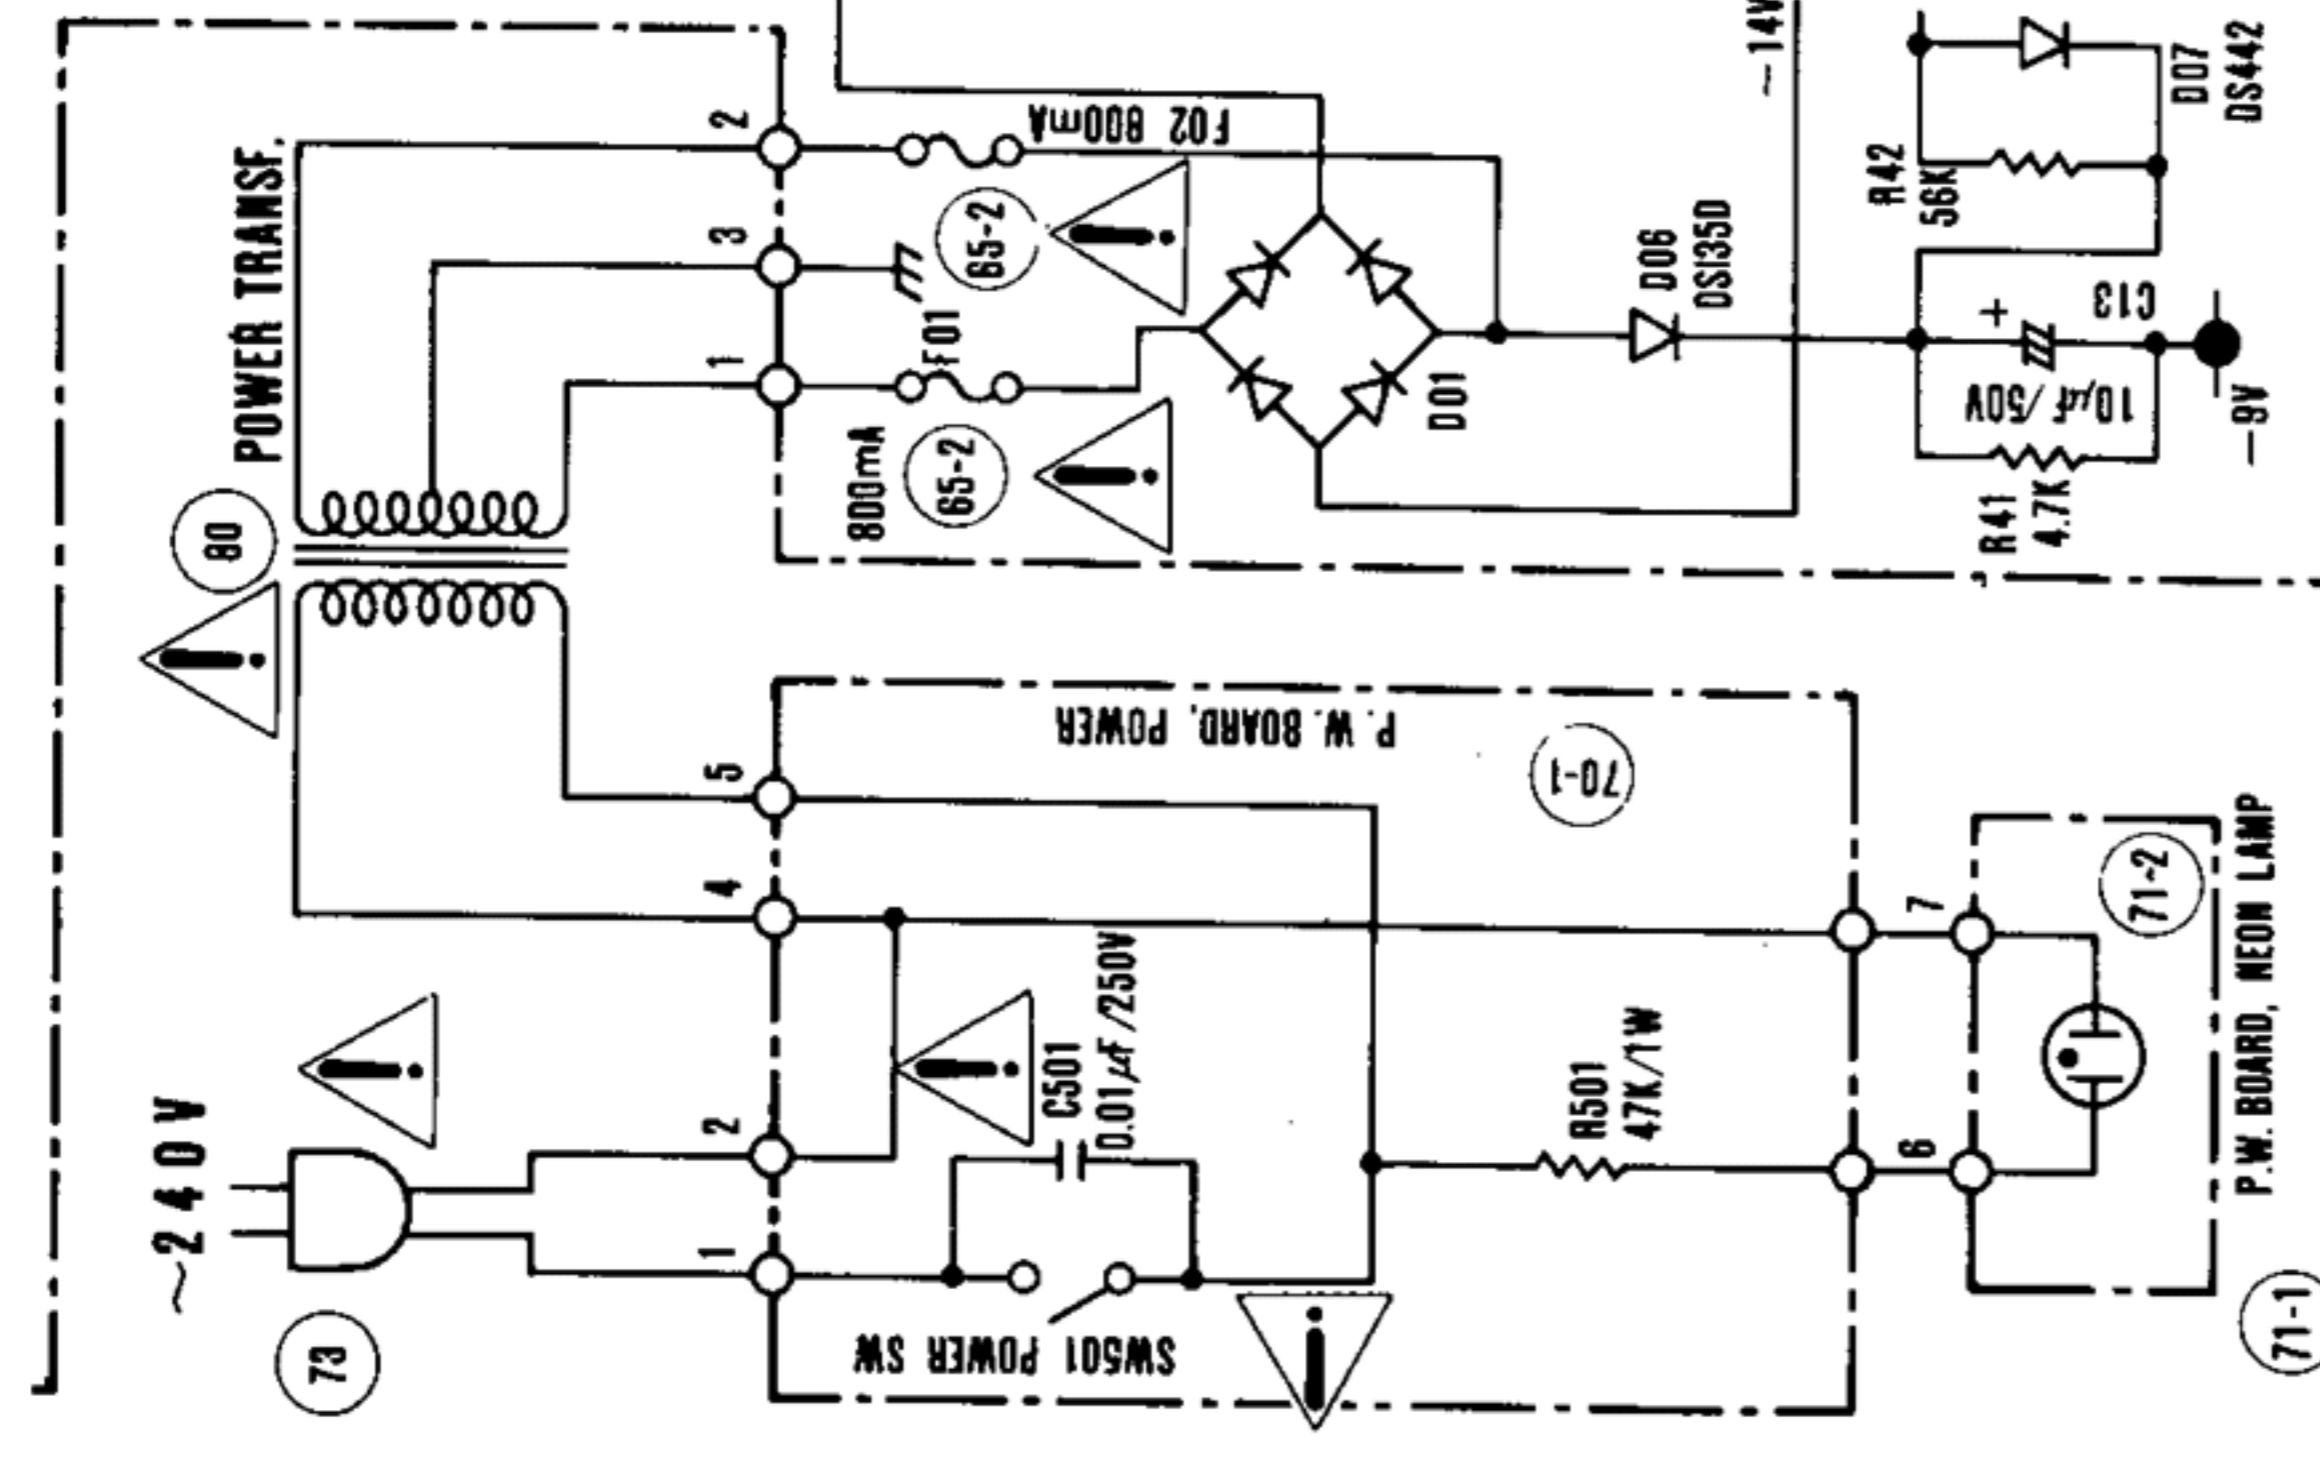 POWER TRANSF.
80
2
3
1
F02 800mA
65-2
F01
800mA
65-2
D01
D06
DS135D
~14V
D07
DS442
R42
56K
+
C13
10μF/50V
R41
4.7K
-9V
P.W.BOARD, POWER
70-1
5
4
2
1
~240V
73
C501
0.01μF/250V
SW501 POWER SW
R501
47K/1W
7
6
71-2
P.W.BOARD, NEON LAMP
71-1